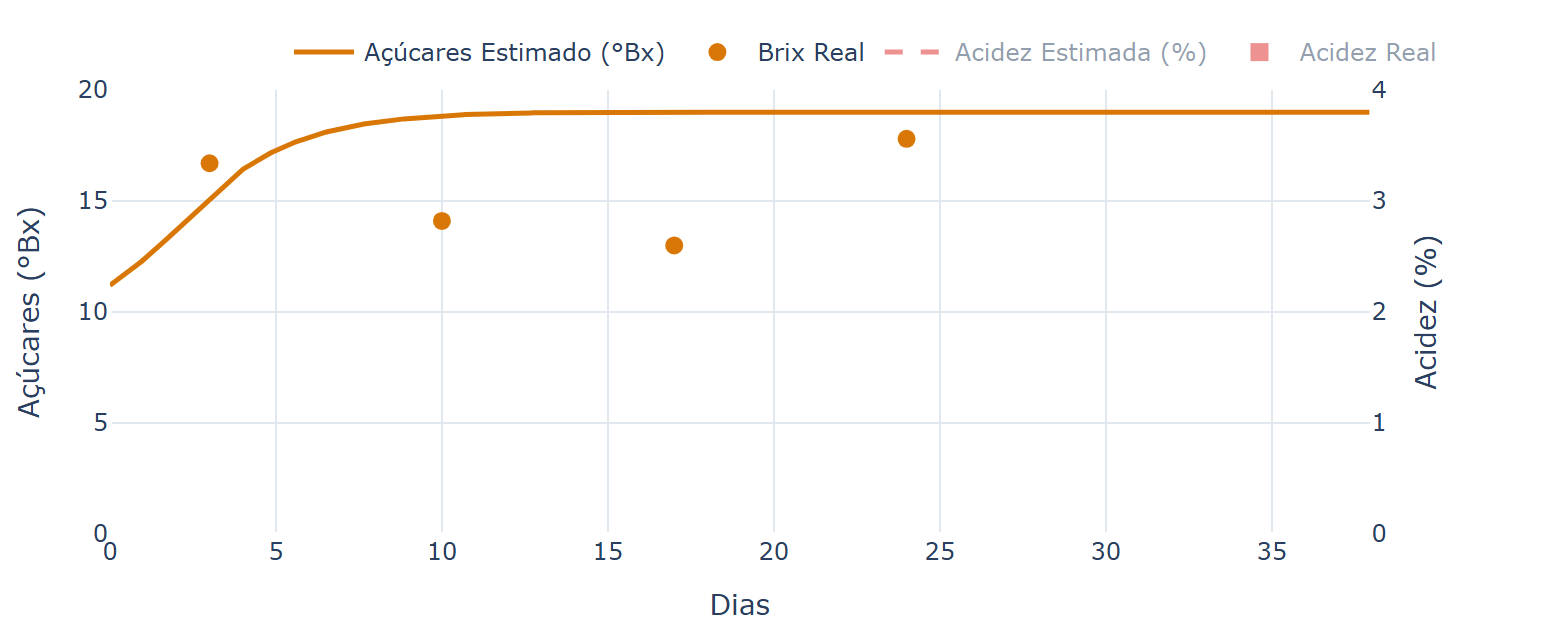 Açúcares Estimado (°Bx) Brix Real Acidez Estimada (%) Acidez Real
20 4
15 3
10 2
5 1
0 0
Açúcares (°Bx)
Acidez (%)
0 5 10 15 20 25 30 35
Dias